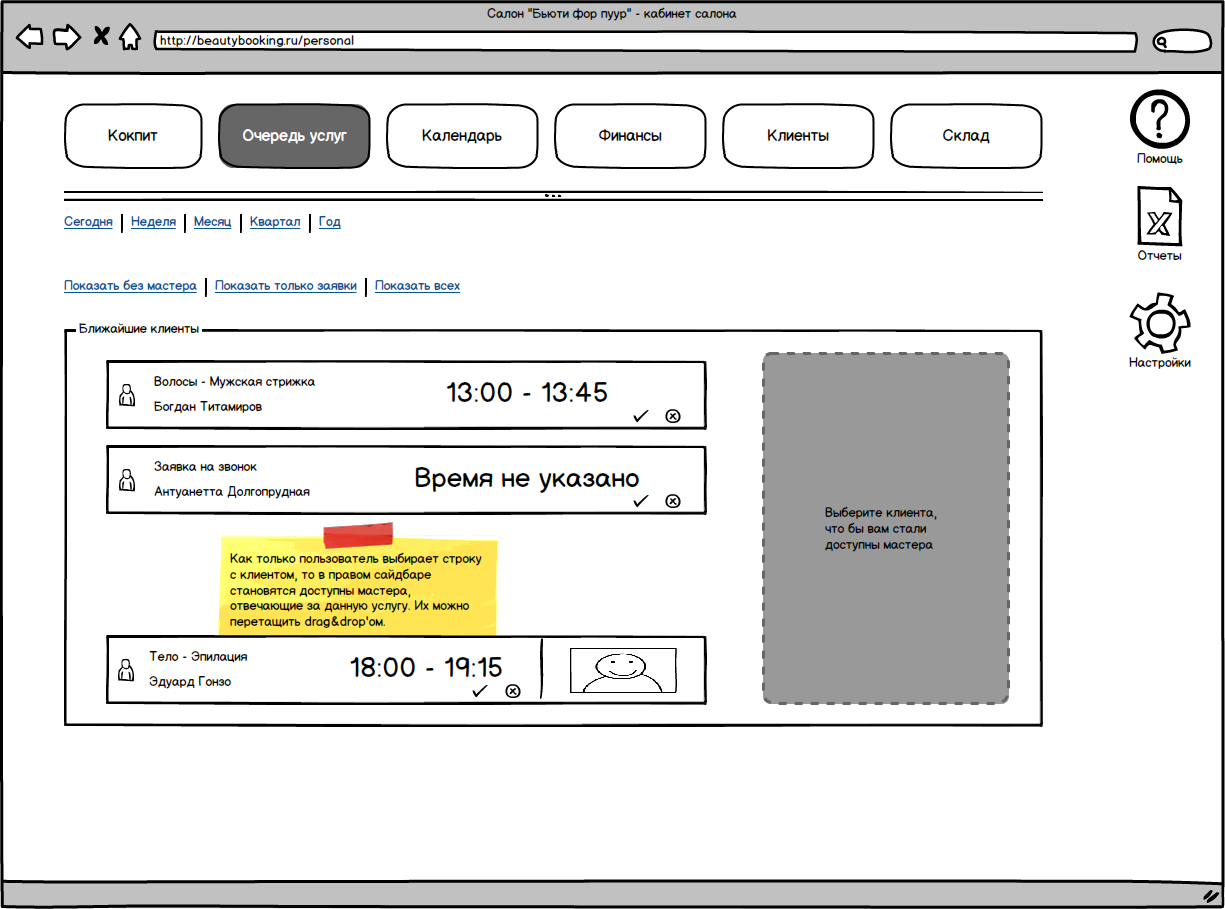 Салон "Бьюти фор пуур" - кабинет салона
http://beautybooking.ru/personal
Кокпит
Очередь услуг
Календарь
Финансы
Клиенты
Склад
Помощь
Сегодня | Неделя | Месяц | Квартал | Год
Отчеты
Показать без мастера | Показать только заявки | Показать всех
Настройки
Ближайшие клиенты
Волосы - Мужская стрижка
Богдан Титамиров
13:00 - 13:45
Заявка на звонок
Антуанетта Долгопрудная
Время не указано
Выберите клиента,
что бы вам стали
доступны мастера
Как только пользователь выбирает строку
с клиентом, то в правом сайдбаре
становятся доступны мастера,
отвечающие за данную услугу. Их можно
перетащить drag&drop'ом.
Тело - Эпилация
Эдуард Гонзо
18:00 - 19:15